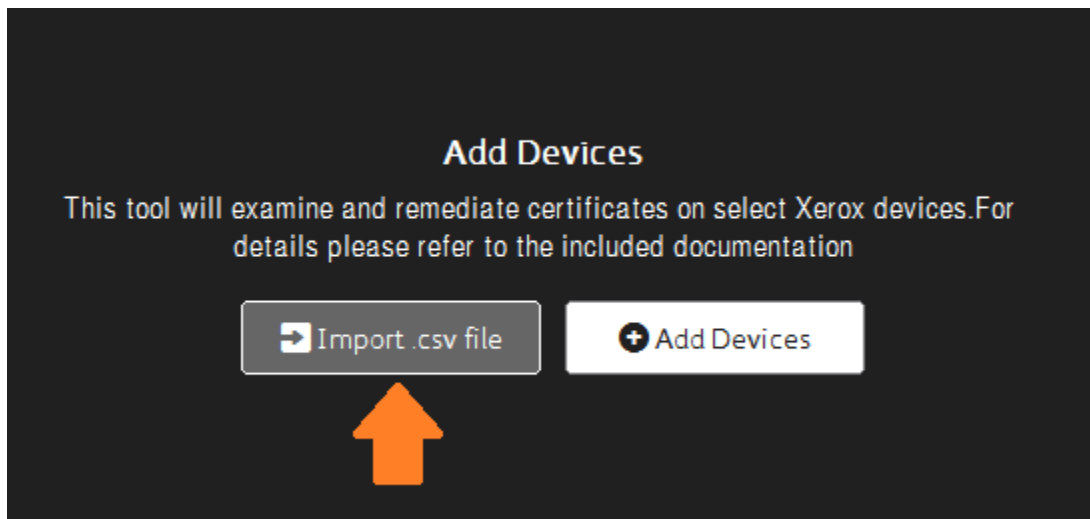 Add Devices
This tool will examine and remediate certificates on select Xerox devices.For
details please refer to the included documentation
Import .csv file
Add Devices